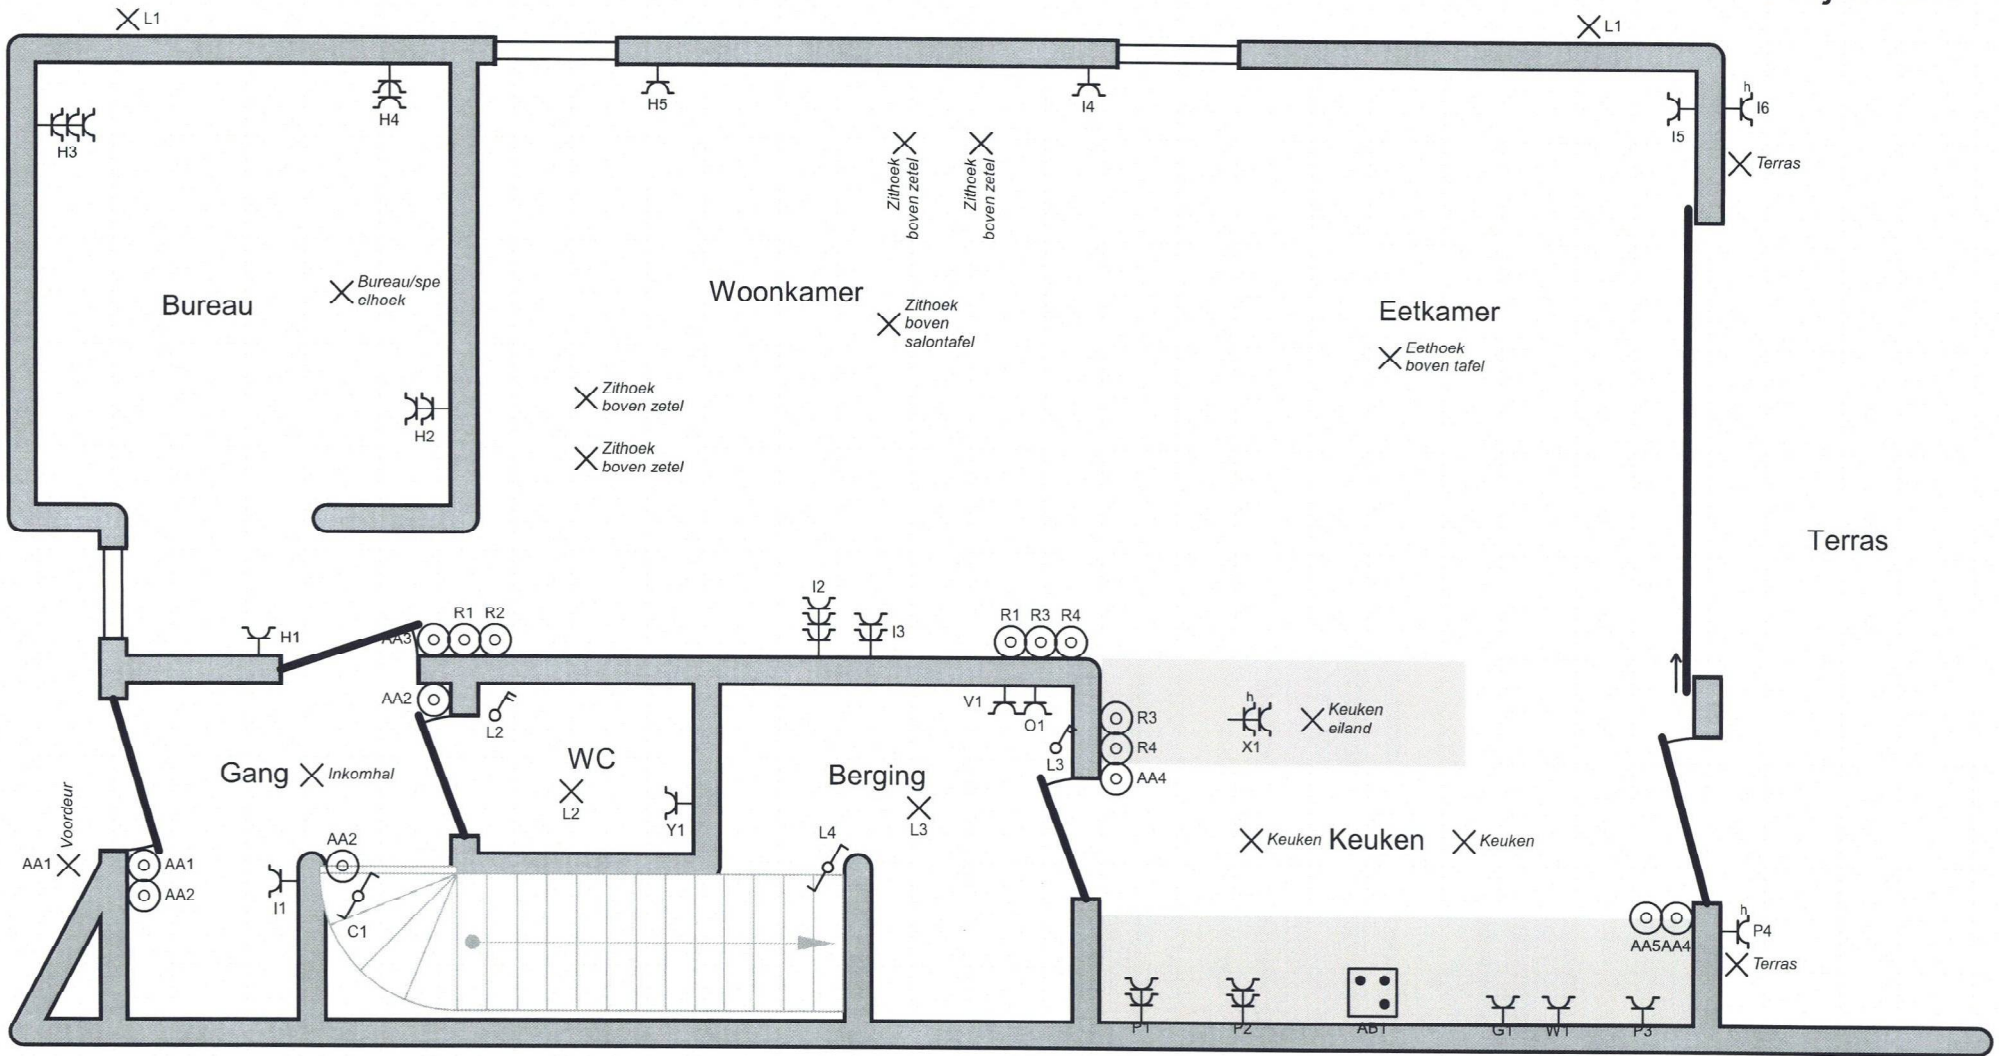 L1
L1
H3
H4
H5
I4
I5
h
I6
Terras
Zithoek
boven zetel
Zithoek
boven zetel
Bureau
Bureau/spe
elhoek
Woonkamer
Zithoek
boven
salontafel
Eetkamer
Eethoek
boven tafel
Zithoek
boven zetel
H2
Zithoek
boven zetel
Terras
H1
AA3
R1 R2
I2
I3
R1 R3 R4
AA2
L2
V1
O1
L3
R3
R4
AA4
h
X1
Keuken
eiland
Gang
Inkomhal
WC
L2
Y1
Berging
L3
Voordeur
AA1
AA1
AA2
AA2
I1
C1
L4
Keuken
Keuken
Keuken
AA5 AA4
h
P4
Terras
P1
P2
AB1
G1
W1
P3